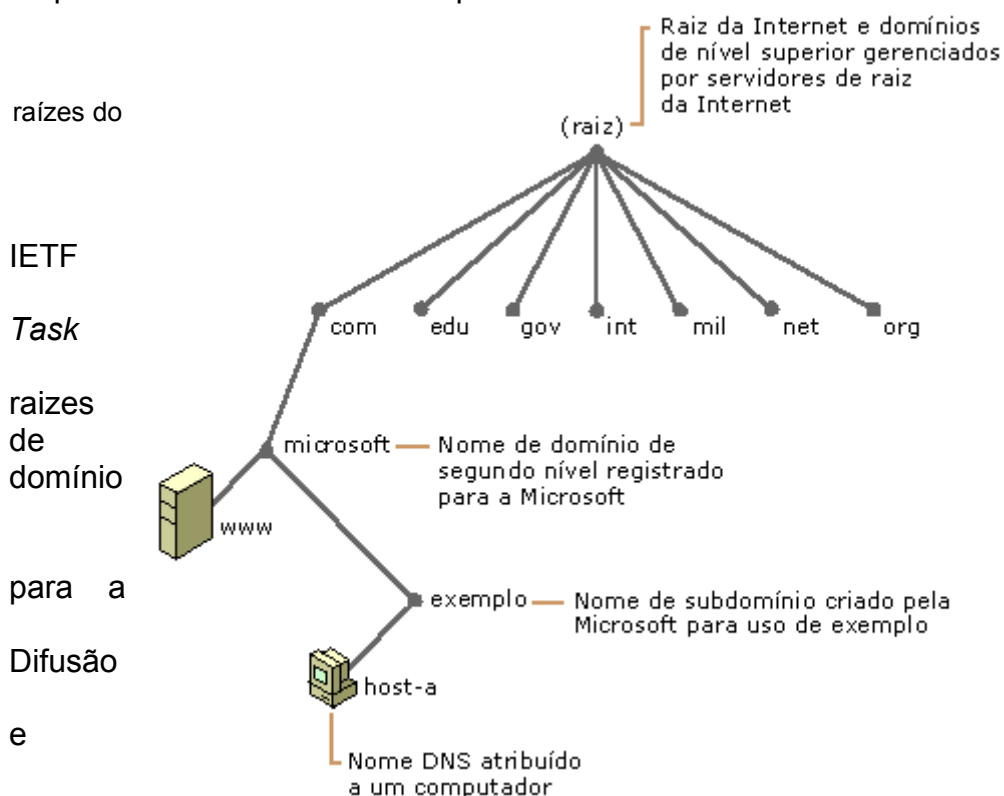 Raiz da Internet e domínios
de nível superior gerenciados
por servidores de raiz
da Internet
raízes do
(raiz)
IETF
Task
com edu gov int mil net org
raizes
de
domínio
microsoft
Nome de domínio de
segundo nível registrado
para a Microsoft
www
para a
exemplo
Nome de subdomínio criado pela
Microsoft para uso de exemplo
Difusão
host-a
e
Nome DNS atribuído
a um computador